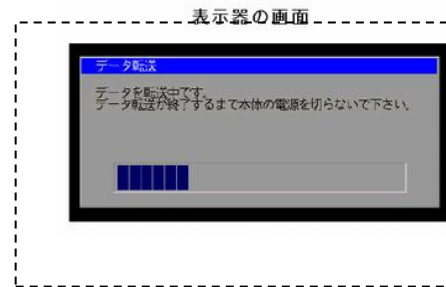 表示器の画面
データ転送
データを転送中です。
データ転送が終了するまで本体の電源を切らないで下さい。